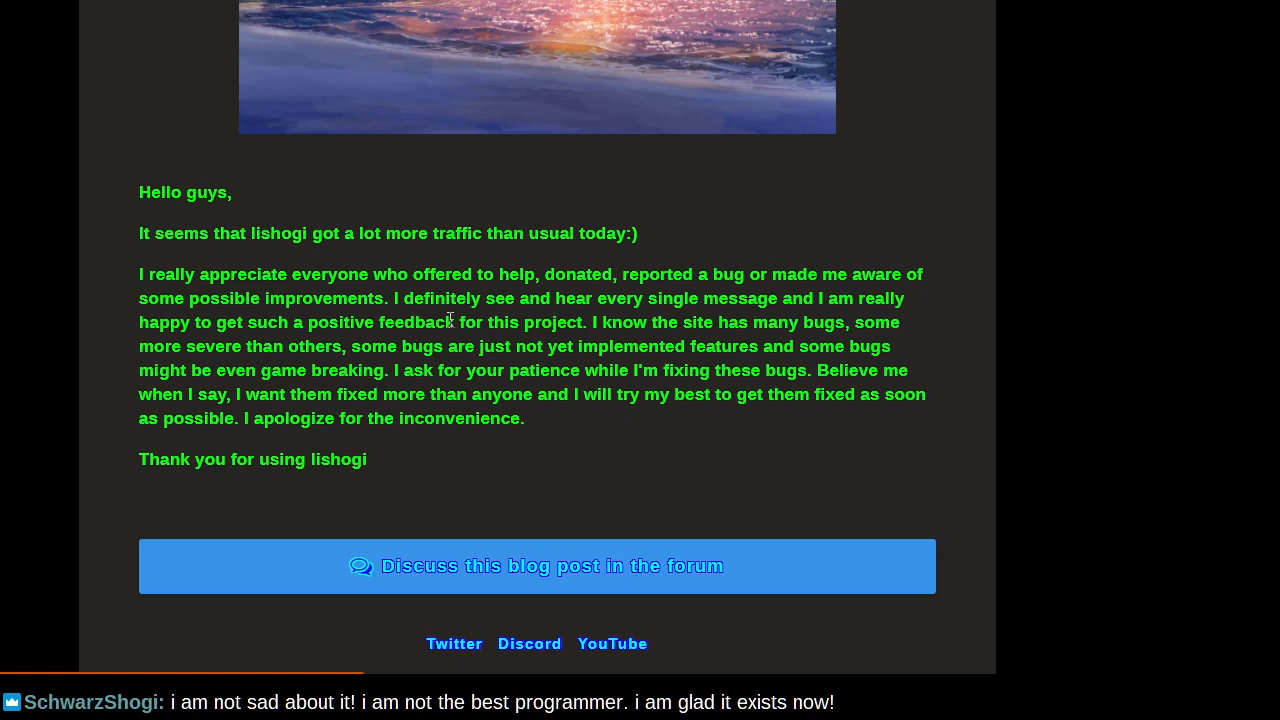 Hello guys,
It seems that lishogi got a lot more traffic than usual today:)
I really appreciate everyone who offered to help, donated, reported a bug or made me aware of
some possible improvements. I definitely see and hear every single message and I am really
happy to get such a positive feedback for this project. I know the site has many bugs, some
more severe than others, some bugs are just not yet implemented features and some bugs
might be even game breaking. I ask for your patience while I'm fixing these bugs. Believe me
when I say, I want them fixed more than anyone and I will try my best to get them fixed as soon
as possible. I apologize for the inconvenience.
Thank you for using lishogi
Discuss this blog post in the forum
Twitter Discord YouTube
SchwarzShogi: i am not sad about it! i am not the best programmer. i am glad it exists now!